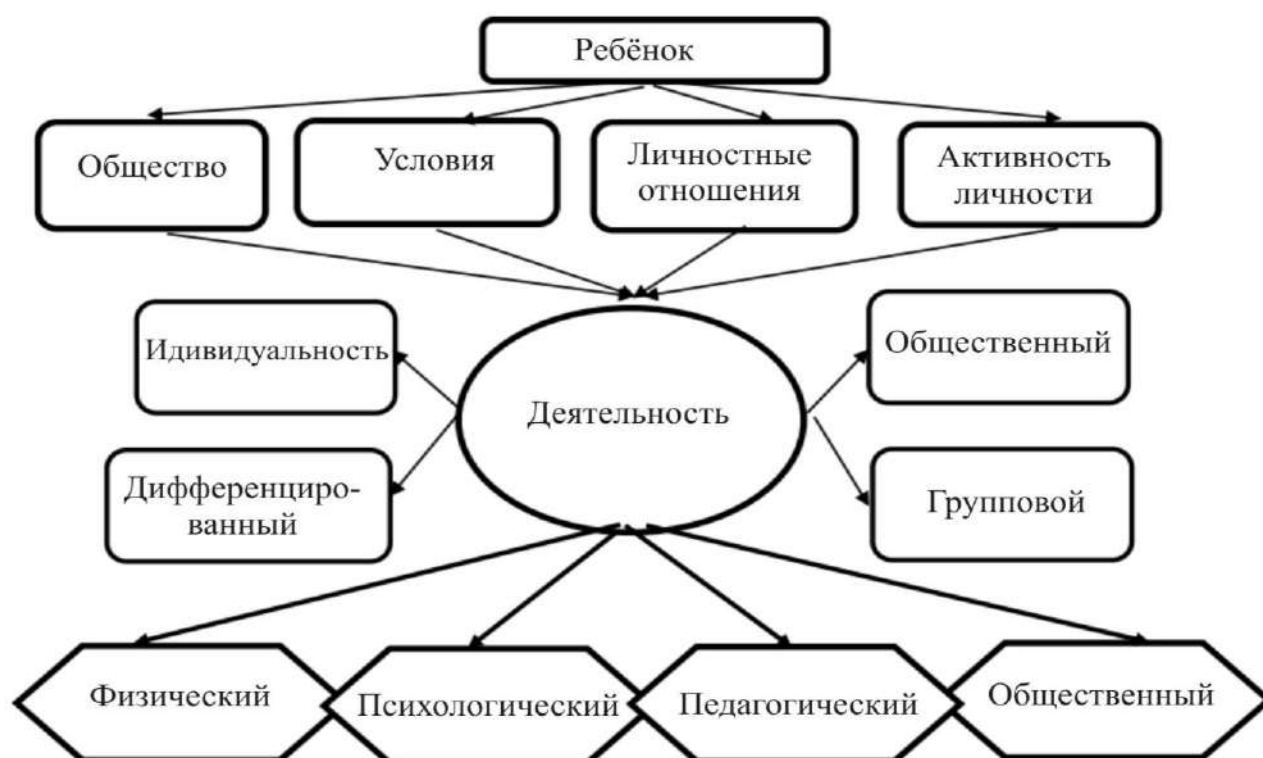 Ребёнок
Общество
Условия
Личностные
отношения
Активность
личности
Идивидуальность
Общественный
Деятельность
Дифференциро-
ванный
Групповой
Физический
Психологический
Педагогический
Общественный